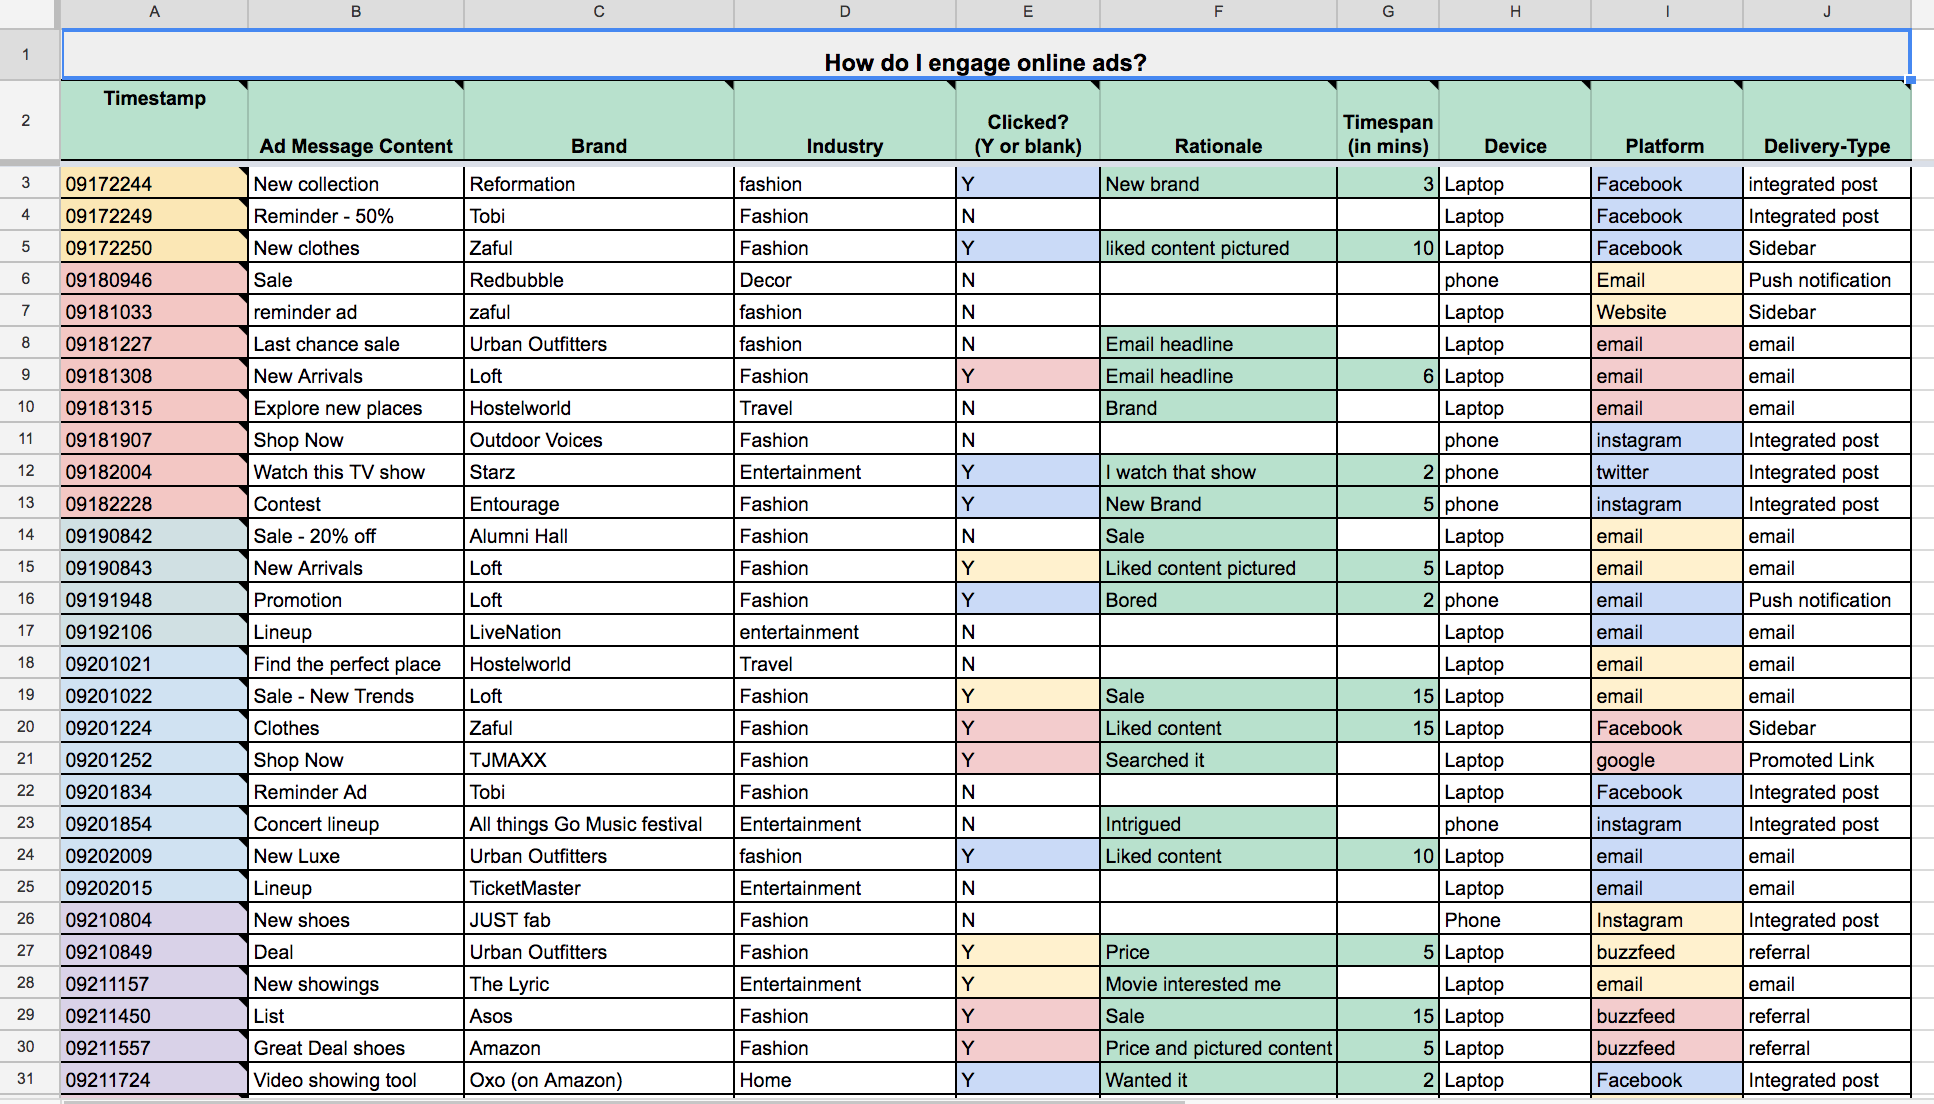 A B C D E F G H I J
1 How do I engage online ads?
2 Timestamp Ad Message Content Brand Industry Clicked? (Y or blank) Rationale Timespan (in mins) Device Platform Delivery-Type
3 09172244 New collection Reformation fashion Y New brand 3 Laptop Facebook integrated post
4 09172249 Reminder - 50% Tobi Fashion N Laptop Facebook Integrated post
5 09172250 New clothes Zaful Fashion Y liked content pictured 10 Laptop Facebook Sidebar
6 09180946 Sale Redbubble Decor N phone Email Push notification
7 09181033 reminder ad zaful fashion N Laptop Website Sidebar
8 09181227 Last chance sale Urban Outfitters fashion N Email headline Laptop email email
9 09181308 New Arrivals Loft Fashion Y Email headline 6 Laptop email email
10 09181315 Explore new places Hostelworld Travel N Brand Laptop email email
11 09181907 Shop Now Outdoor Voices Fashion N phone instagram Integrated post
12 09182004 Watch this TV show Starz Entertainment Y I watch that show 2 phone twitter Integrated post
13 09182228 Contest Entourage Fashion Y New Brand 5 phone instagram Integrated post
14 09190842 Sale - 20% off Alumni Hall Fashion N Sale Laptop email email
15 09190843 New Arrivals Loft Fashion Y Liked content pictured 5 Laptop email email
16 09191948 Promotion Loft Fashion Y Bored 2 phone email Push notification
17 09192106 Lineup LiveNation entertainment N Laptop email email
18 09201021 Find the perfect place Hostelworld Travel N Laptop email email
19 09201022 Sale - New Trends Loft Fashion Y Sale 15 Laptop email email
20 09201224 Clothes Zaful Fashion Y Liked content 15 Laptop Facebook Sidebar
21 09201252 Shop Now TJMAXX Fashion Y Searched it Laptop google Promoted Link
22 09201834 Reminder Ad Tobi Fashion N Laptop Facebook Integrated post
23 09201854 Concert lineup All things Go Music festival Entertainment N Intrigued phone instagram Integrated post
24 09202009 New Luxe Urban Outfitters fashion Y Liked content 10 Laptop email email
25 09202015 Lineup TicketMaster Entertainment N Laptop email email
26 09210804 New shoes JUST fab Fashion N Phone Instagram Integrated post
27 09210849 Deal Urban Outfitters Fashion Y Price 5 Laptop buzzfeed referral
28 09211157 New showings The Lyric Entertainment Y Movie interested me Laptop email email
29 09211450 List Asos Fashion Y Sale 15 Laptop buzzfeed referral
30 09211557 Great Deal shoes Amazon Fashion Y Price and pictured content 5 Laptop buzzfeed referral
31 09211724 Video showing tool Oxo (on Amazon) Home Y Wanted it 2 Laptop Facebook Integrated post